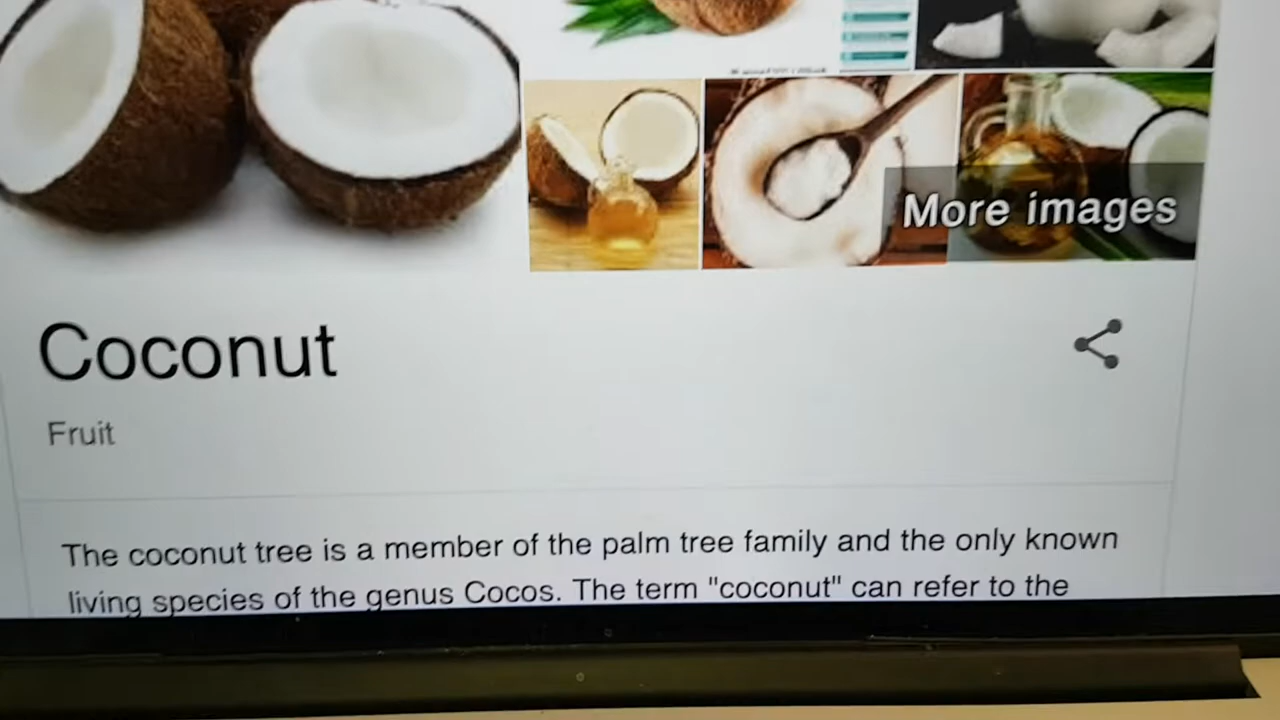 More images
Coconut
Fruit
The coconut tree is a member of the palm tree family and the only known
living species of the genus Cocos. The term "coconut" can refer to the